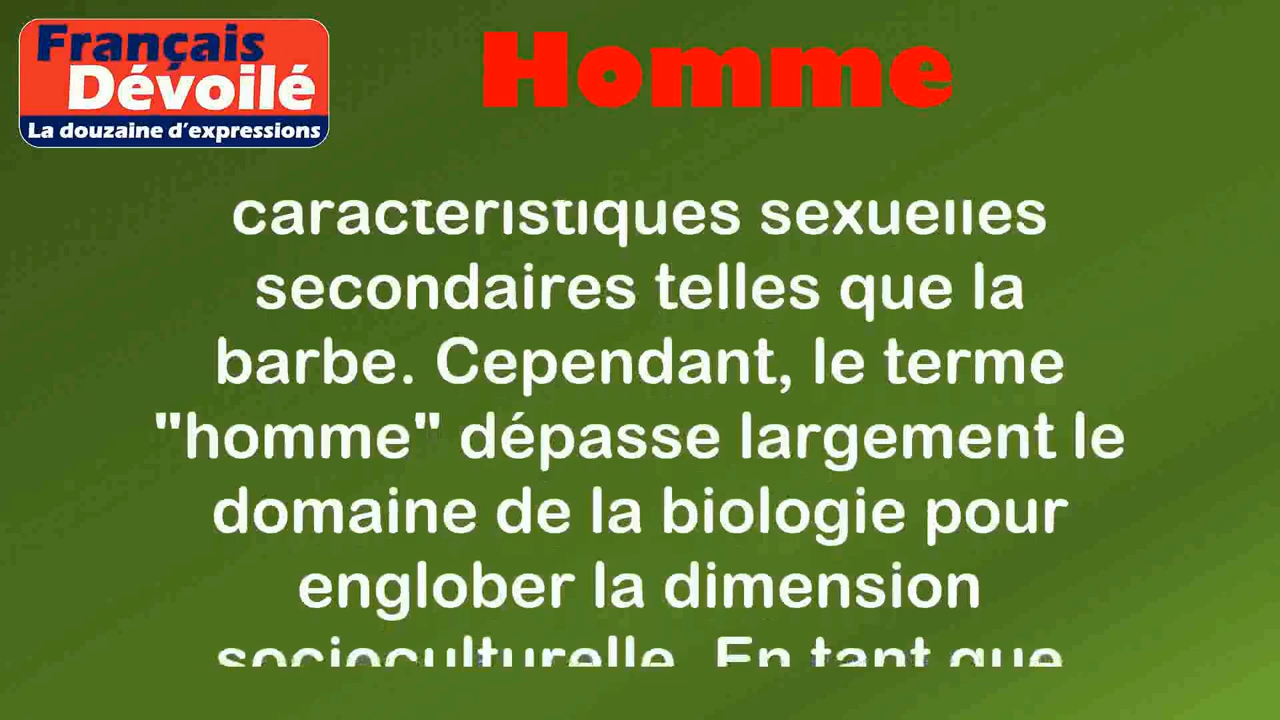 Français
Dévoilé
La douzaine d'expressions
Homme
caractéristiques sexuelles
secondaires telles que la
barbe. Cependant, le terme
"homme" dépasse largement le
domaine de la biologie pour
englober la dimension
socioculturelle. En tant que